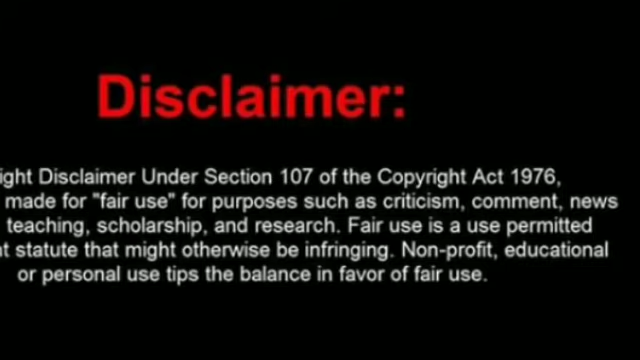 Disclaimer:
ight Disclaimer Under Section 107 of the Copyright Act 1976,
made for "fair use" for purposes such as criticism, comment, news
teaching, scholarship, and research. Fair use is a use permitted
t statute that might otherwise be infringing. Non-profit, educational
or personal use tips the balance in favor of fair use.